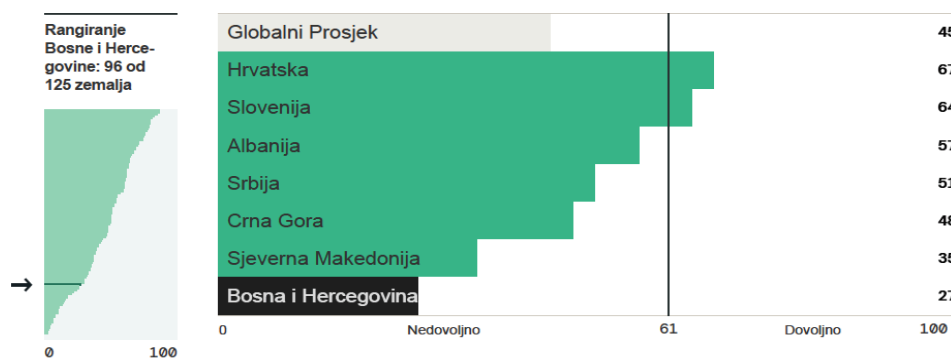 Rangiranje
Bosne i Herce-
govine: 96 od
125 zemalja
0 100
Globalni Prosjek 45
Hrvatska 67
Slovenija 64
Albanija 57
Srbija 51
Crna Gora 48
Sjeverna Makedonija 35
Bosna i Hercegovina 27
0 Nedovoljno 61 Dovoljno 100